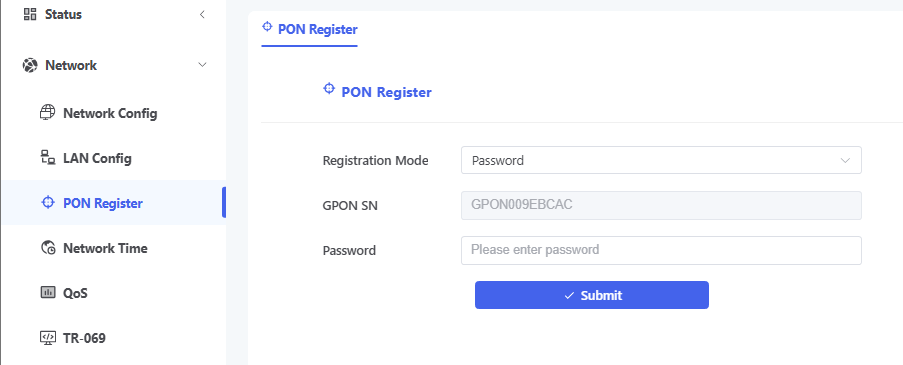 Status
Network
Network Config
LAN Config
PON Register
Network Time
QoS
TR-069
PON Register
PON Register
Registration Mode Password
GPON SN GPON009EBCAC
Password Please enter password
Submit